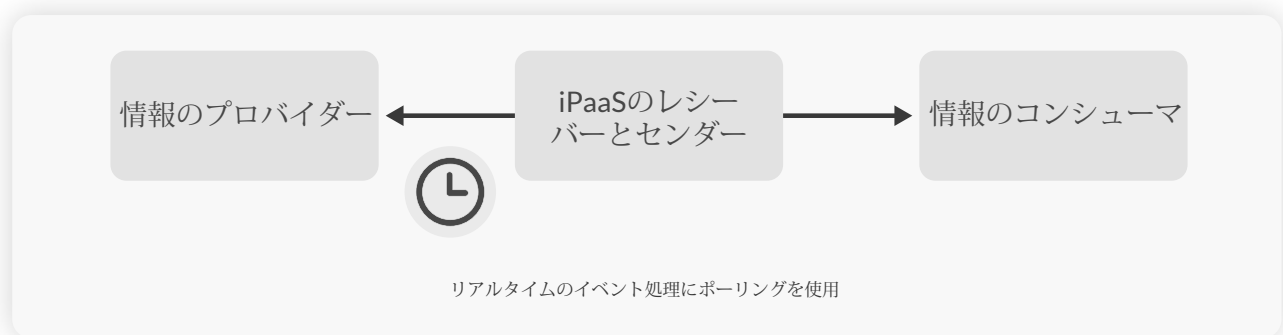 情報のプロバイダー
iPaaSのレシー
バーとセンダー
情報のコンシューマ
リアルタイムのイベント処理にポーリングを使用